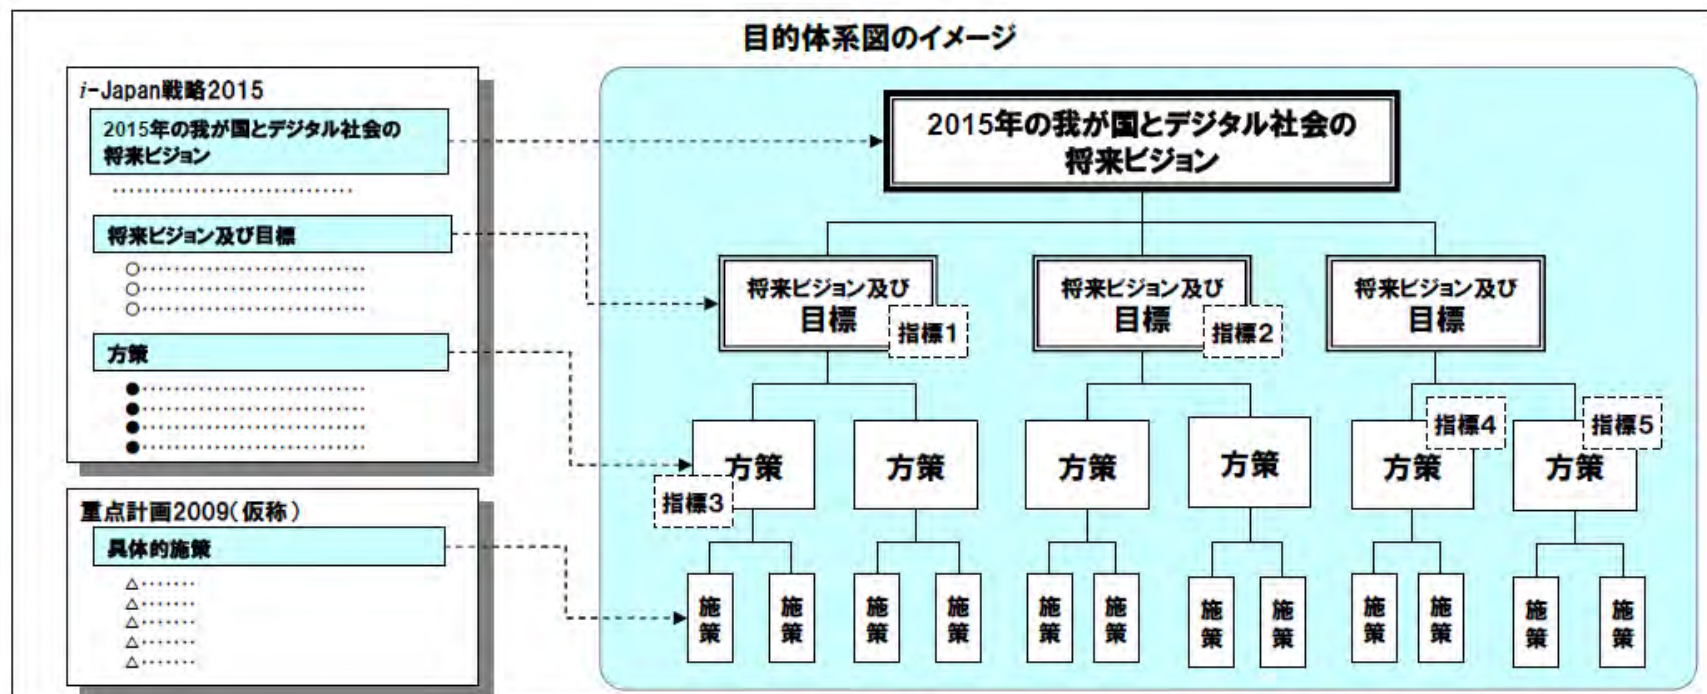 目的体系図のイメージ
i-Japan戦略2015
2015年の我が国とデジタル社会の
将来ビジョン
‥‥‥‥‥‥‥‥‥‥‥‥‥‥‥
将来ビジョン及び目標
○‥‥‥‥‥‥‥‥‥‥‥‥‥‥
○‥‥‥‥‥‥‥‥‥‥‥‥‥‥
○‥‥‥‥‥‥‥‥‥‥‥‥‥‥
方策
●‥‥‥‥‥‥‥‥‥‥‥‥‥‥
●‥‥‥‥‥‥‥‥‥‥‥‥‥‥
●‥‥‥‥‥‥‥‥‥‥‥‥‥‥
●‥‥‥‥‥‥‥‥‥‥‥‥‥‥
重点計画2009(仮称)
具体的施策
△‥‥‥‥
△‥‥‥‥
△‥‥‥‥
△‥‥‥‥
△‥‥‥‥
2015年の我が国とデジタル社会の
将来ビジョン
将来ビジョン及び
目標
指標1
将来ビジョン及び
目標
指標2
将来ビジョン及び
目標
方策
指標3
方策
方策
方策
方策
指標4
方策
指標5
施策
施策
施策
施策
施策
施策
施策
施策
施策
施策
施策
施策